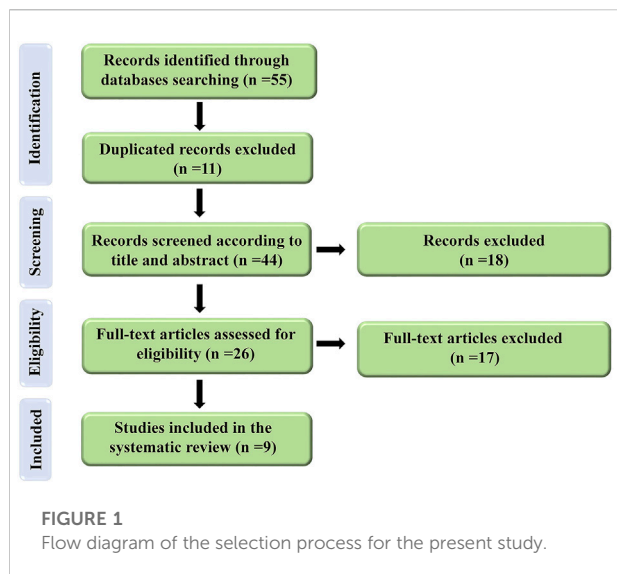 Identification
Records identified through
databases searching (n =55)
Duplicated records excluded
(n =11)
Screening
Records screened according to
title and abstract (n =44)
Records excluded
(n =18)
Eligibility
Full-text articles assessed for
eligibility (n =26)
Full-text articles excluded
(n =17)
Included
Studies included in the
systematic review (n =9)
FIGURE 1
Flow diagram of the selection process for the present study.